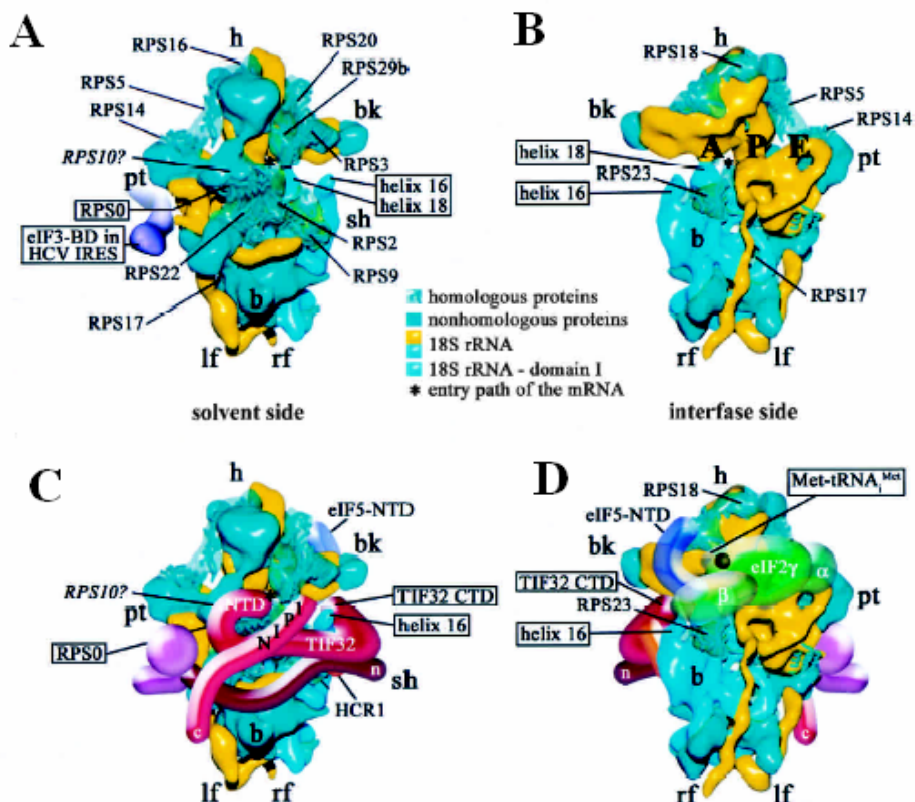 A
h
RPS16
RPS20
RPS29b
RPS5
bk
RPS14
RPS10?
RPS3
pt
helix 16
RPS0
helix 18
sh
eIF3-BD in
HCV IRES
RPS2
RPS22
RPS9
RPS17
b
lf
rf
solvent side
B
h
RPS18
RPS5
bk
RPS14
A P E
helix 18
pt
RPS23
helix 16
b
RPS17
rf
lf
interfase side
homologous proteins
nonhomologous proteins
18S rRNA
18S rRNA - domain I
* entry path of the mRNA
C
h
eIF5-NTD
bk
RPS10?
NTD
TIF32 CTD
pt
N I P 1
helix 16
RPS0
TIF32
n
sh
HCR1
b
c
lf
rf
D
Met-tRNAiMet
h
RPS18
eIF5-NTD
bk
eIF2γ
α
TIF32 CTD
β
pt
RPS23
helix 16
n
b
c
rf
lf